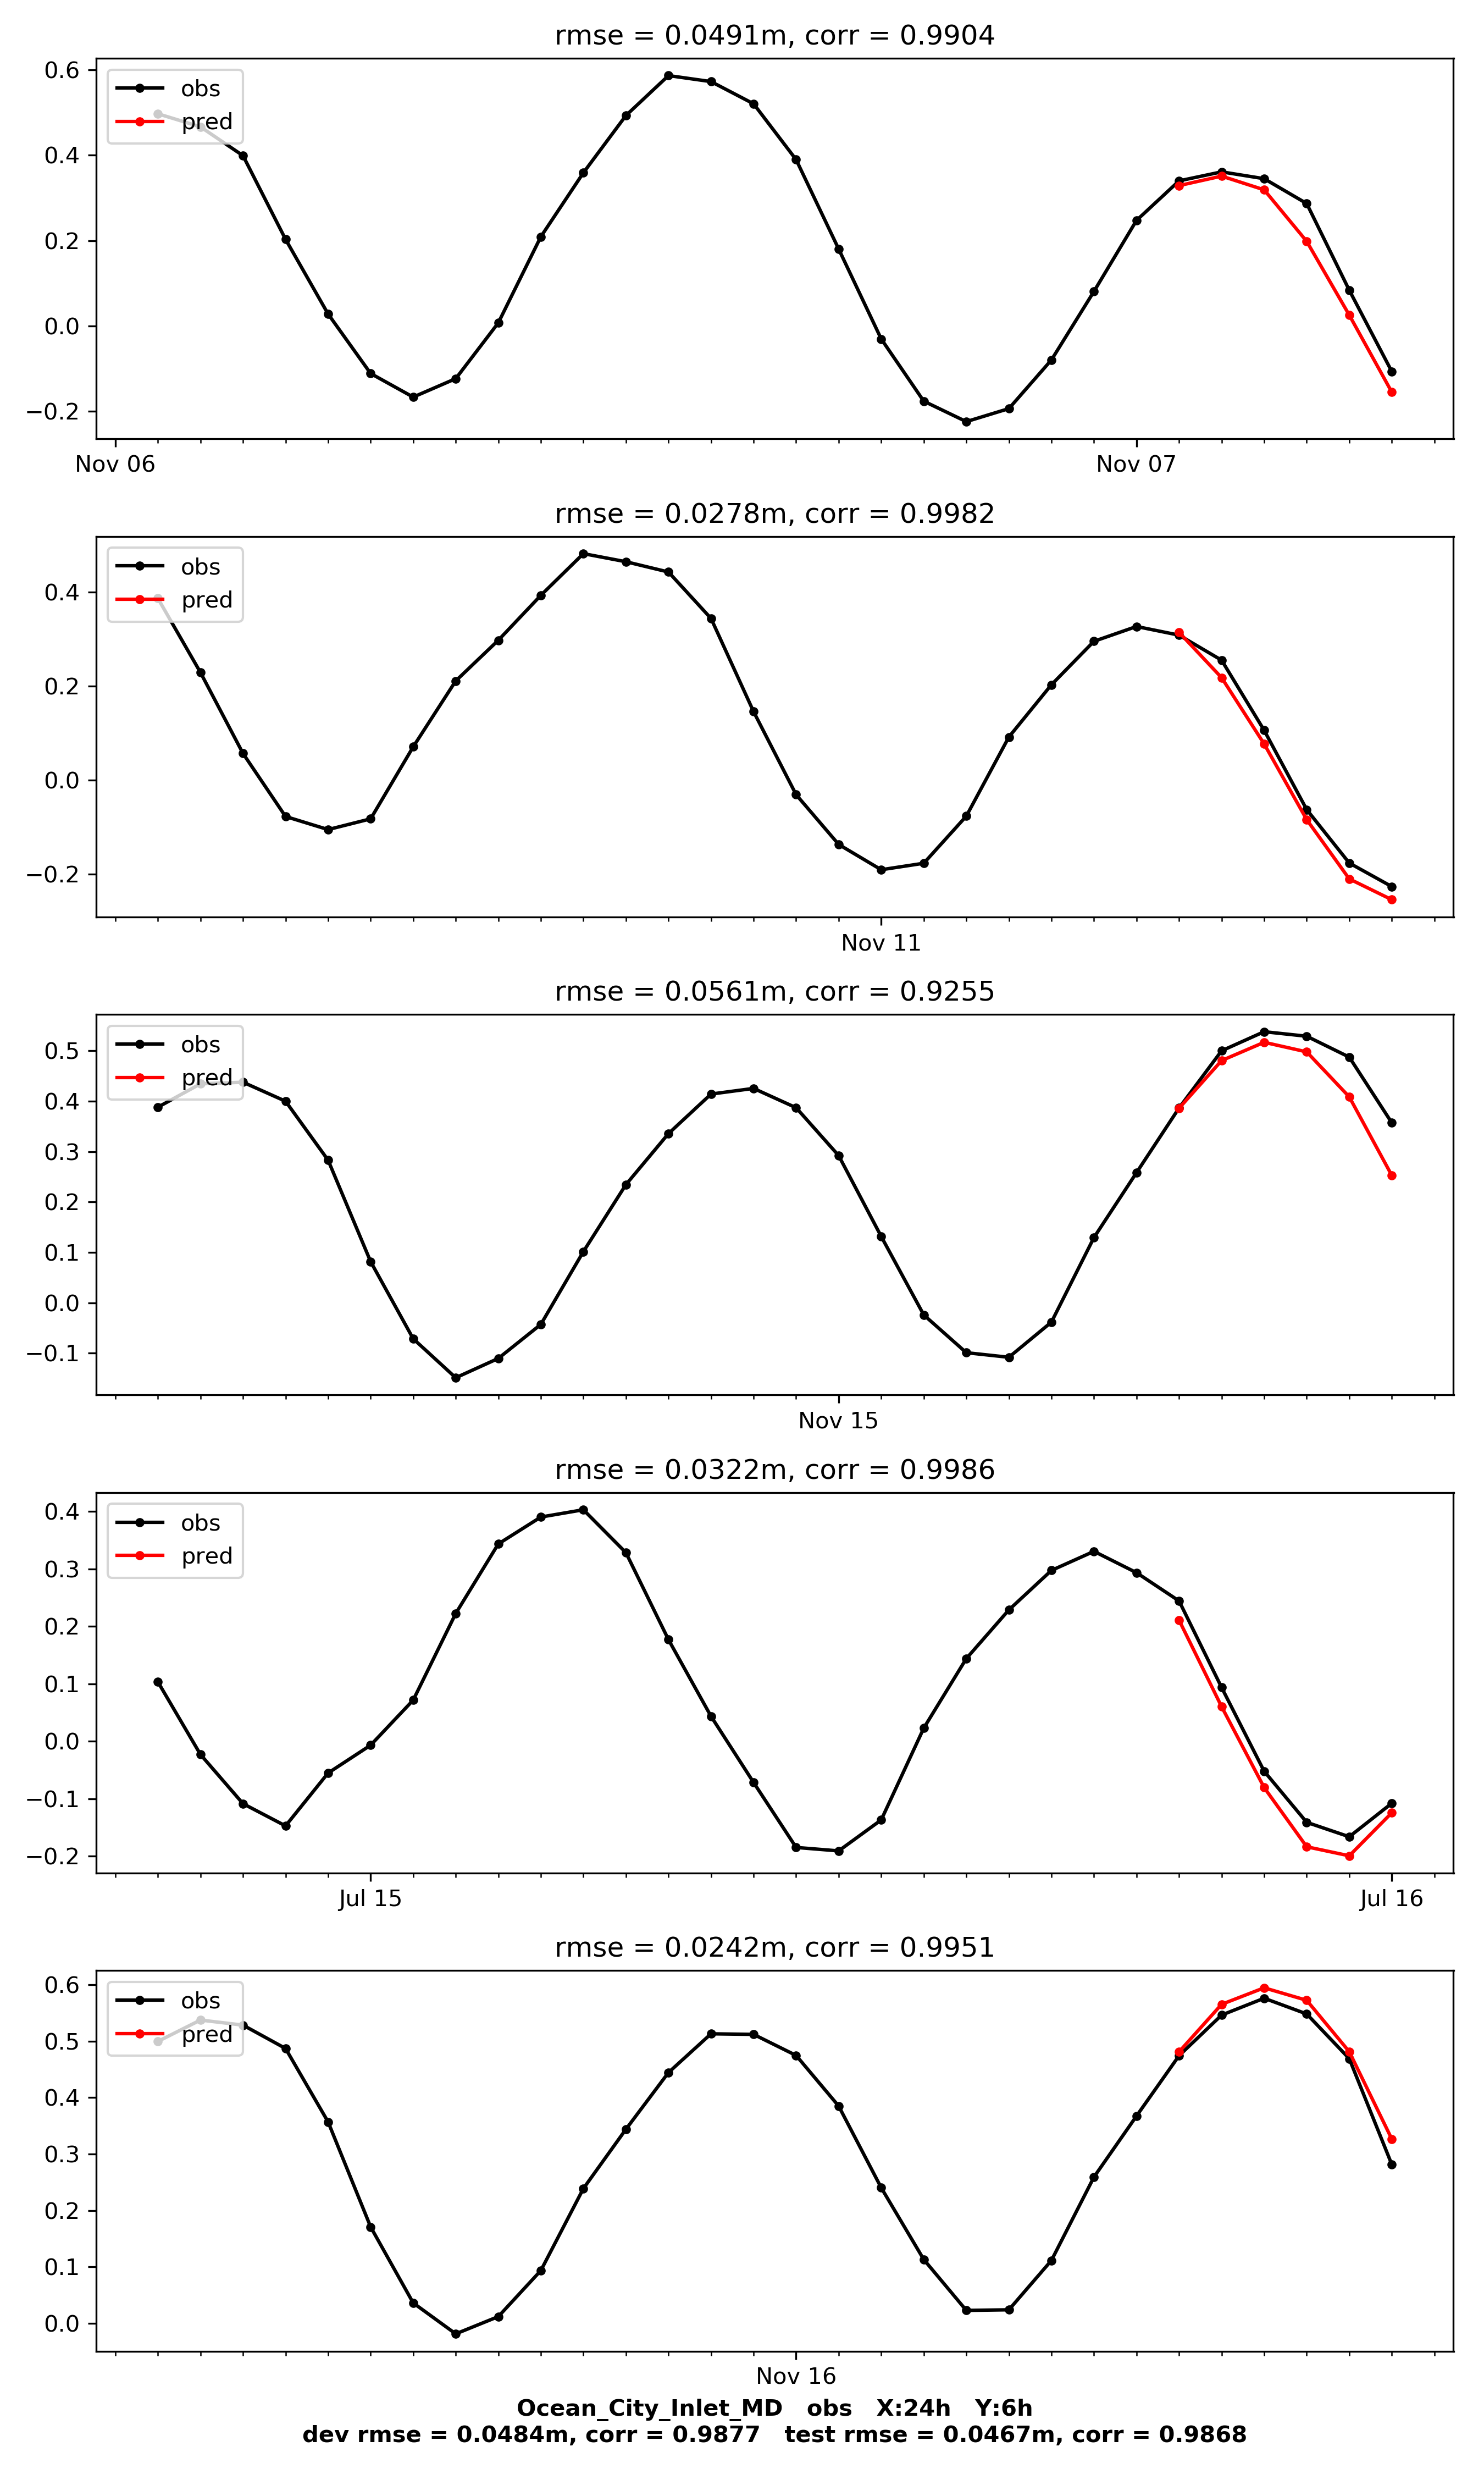 rmse = 0.0491m, corr = 0.9904
0.6
obs
pred
0.4
0.2
0.0
−0.2
Nov 06 Nov 07
rmse = 0.0278m, corr = 0.9982
obs
0.4 pred
0.2
0.0
−0.2
Nov 11
rmse = 0.0561m, corr = 0.9255
obs
0.5
pred
0.4
0.3
0.2
0.1
0.0
−0.1
Nov 15
rmse = 0.0322m, corr = 0.9986
0.4
obs
pred
0.3
0.2
0.1
0.0
−0.1
−0.2
Jul 15 Jul 16
rmse = 0.0242m, corr = 0.9951
0.6
obs
pred
0.5
0.4
0.3
0.2
0.1
0.0
Nov 16
Ocean_City_Inlet_MD obs X:24h Y:6h
dev rmse = 0.0484m, corr = 0.9877 test rmse = 0.0467m, corr = 0.9868